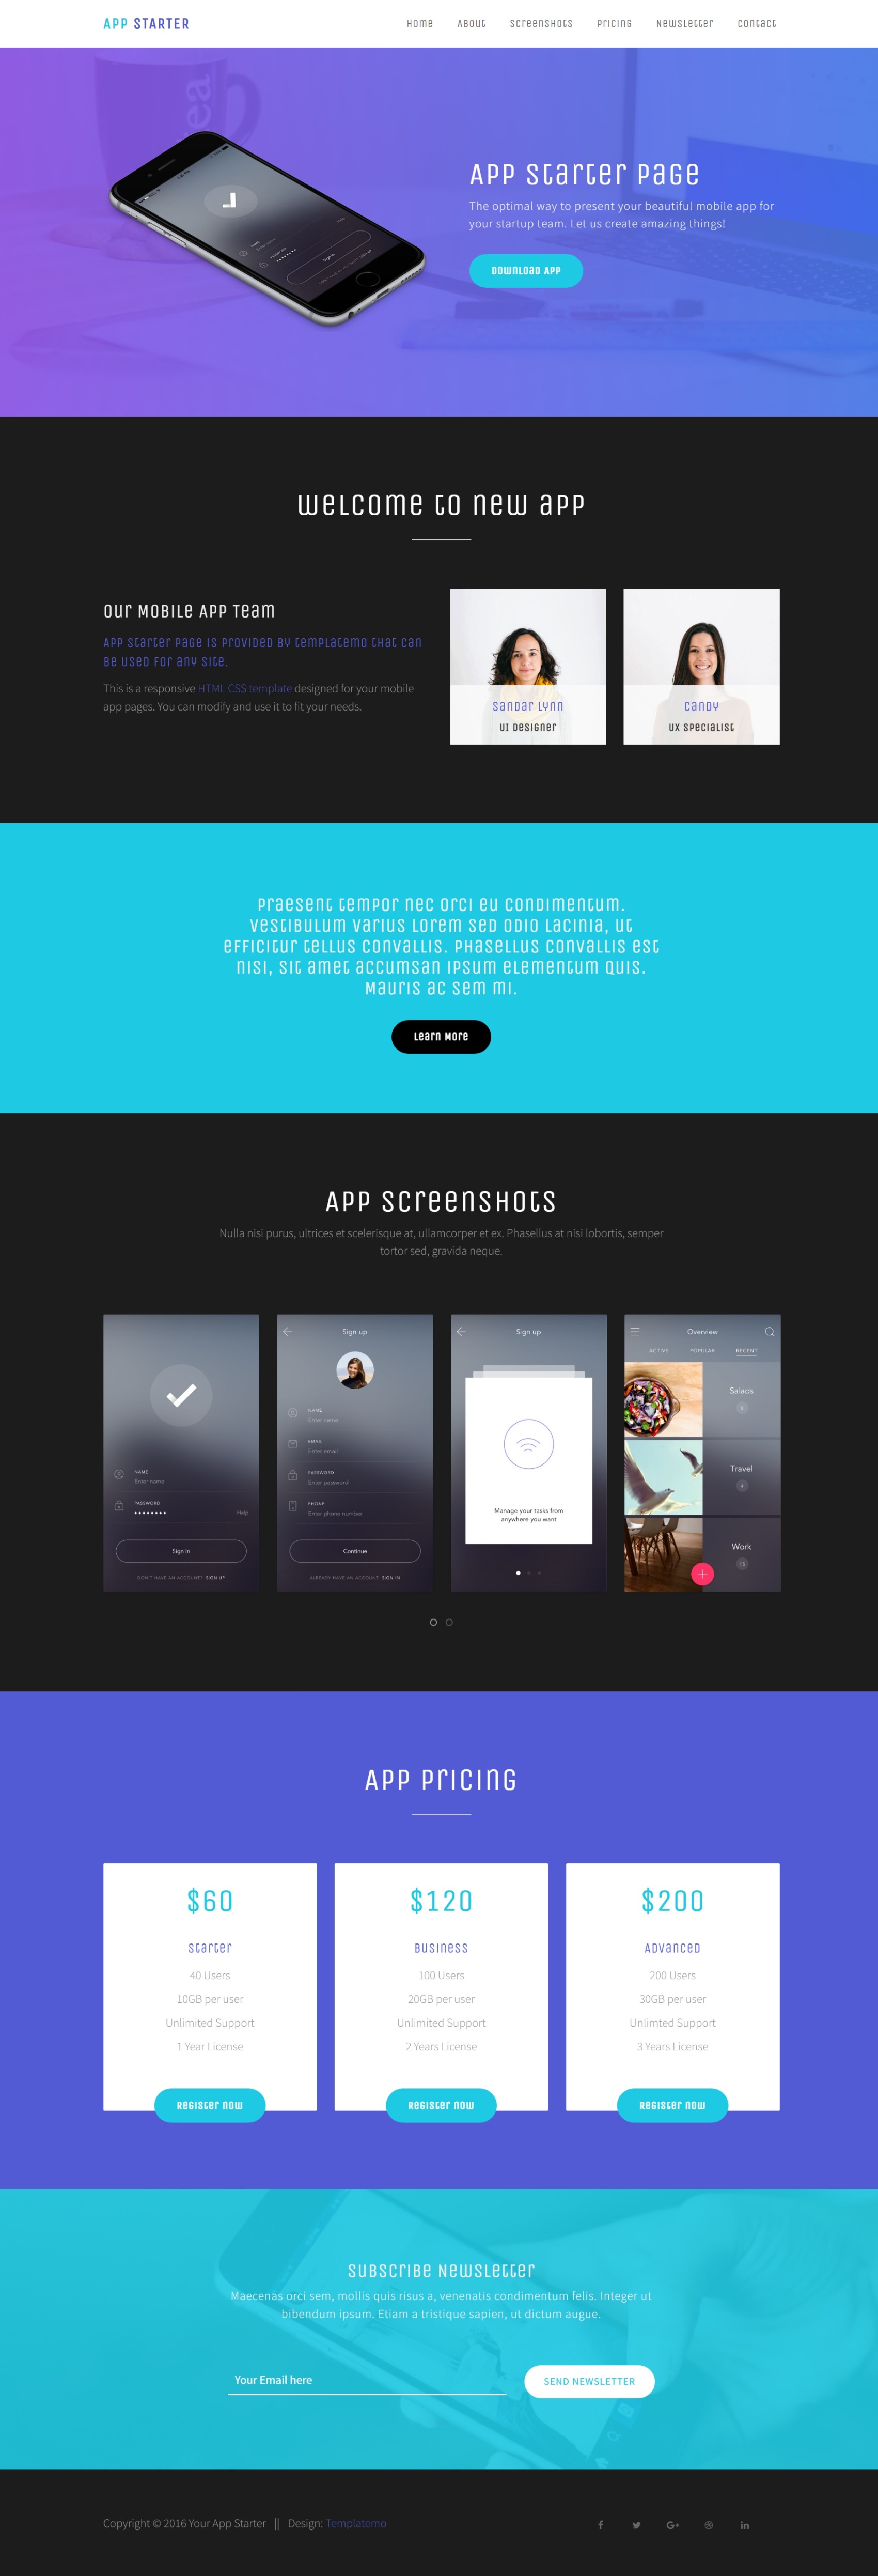 APP STARTER
Home About Screenshots Pricing Newsletter Contact
tea
App Starter Page
The optimal way to present your beautiful mobile app for
your startup team. Let us create amazing things!
Download App
Welcome to New App
Our Mobile App Team
App Starter Page is provided by templatemo that can
be used for any site.
This is a responsive HTML CSS template designed for your mobile
app pages. You can modify and use it to fit your needs.
Sandar Lynn
UI Designer
Candy
UX Specialist
Praesent tempor nec orci eu condimentum.
Vestibulum varius lorem sed odio lacinia, ut
efficitur tellus convallis. Phasellus convallis est
nisi, sit amet accumsan ipsum elementum quis.
Mauris ac sem mi.
Learn More
App Screenshots
Nulla nisi purus, ultrices et scelerisque at, ullamcorper et ex. Phasellus at nisi lobortis, semper
tortor sed, gravida neque.
NAME
Enter name
PASSWORD
Help
Sign In
DON'T HAVE AN ACCOUNT? SIGN UP
Sign up
NAME
Enter name
EMAIL
Enter email
PASSWORD
Enter password
PHONE
Enter phone number
Continue
ALREADY HAVE AN ACCOUNT SIGN IN
Sign up
Manage your tasks from
anywhere you want
Overview
ACTIVE POPULAR RECENT
Salads
Travel
Work
App Pricing
$60
Starter
40 Users
10GB per user
Unlimited Support
1 Year License
Register now
$120
Business
100 Users
20GB per user
Unlimited Support
2 Years License
Register now
$200
Advanced
200 Users
30GB per user
Unlimted Support
3 Years License
Register now
Subscribe Newsletter
Maecenas orci sem, mollis quis risus a, venenatis condimentum felis. Integer ut
bibendum ipsum. Etiam a tristique sapien, ut dictum augue.
Your Email here
SEND NEWSLETTER
Copyright © 2016 Your App Starter || Design: Templatemo